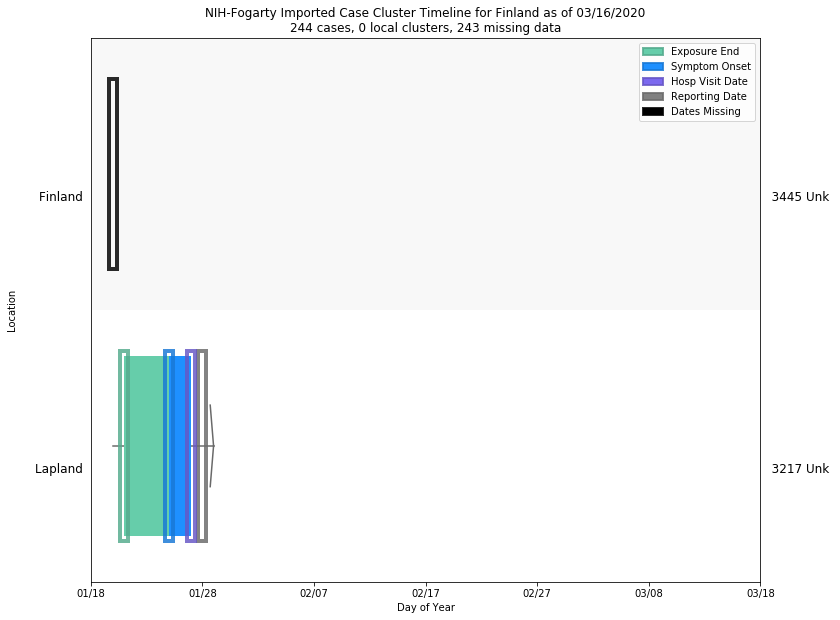 NIH-Fogarty Imported Case Cluster Timeline for Finland as of 03/16/2020
244 cases, 0 local clusters, 243 missing data
Exposure End
Symptom Onset
Hosp Visit Date
Reporting Date
Dates Missing
Finland
3445 Unk
Location
Lapland
3217 Unk
01/18
01/28
02/07
02/17
02/27
03/08
03/18
Day of Year